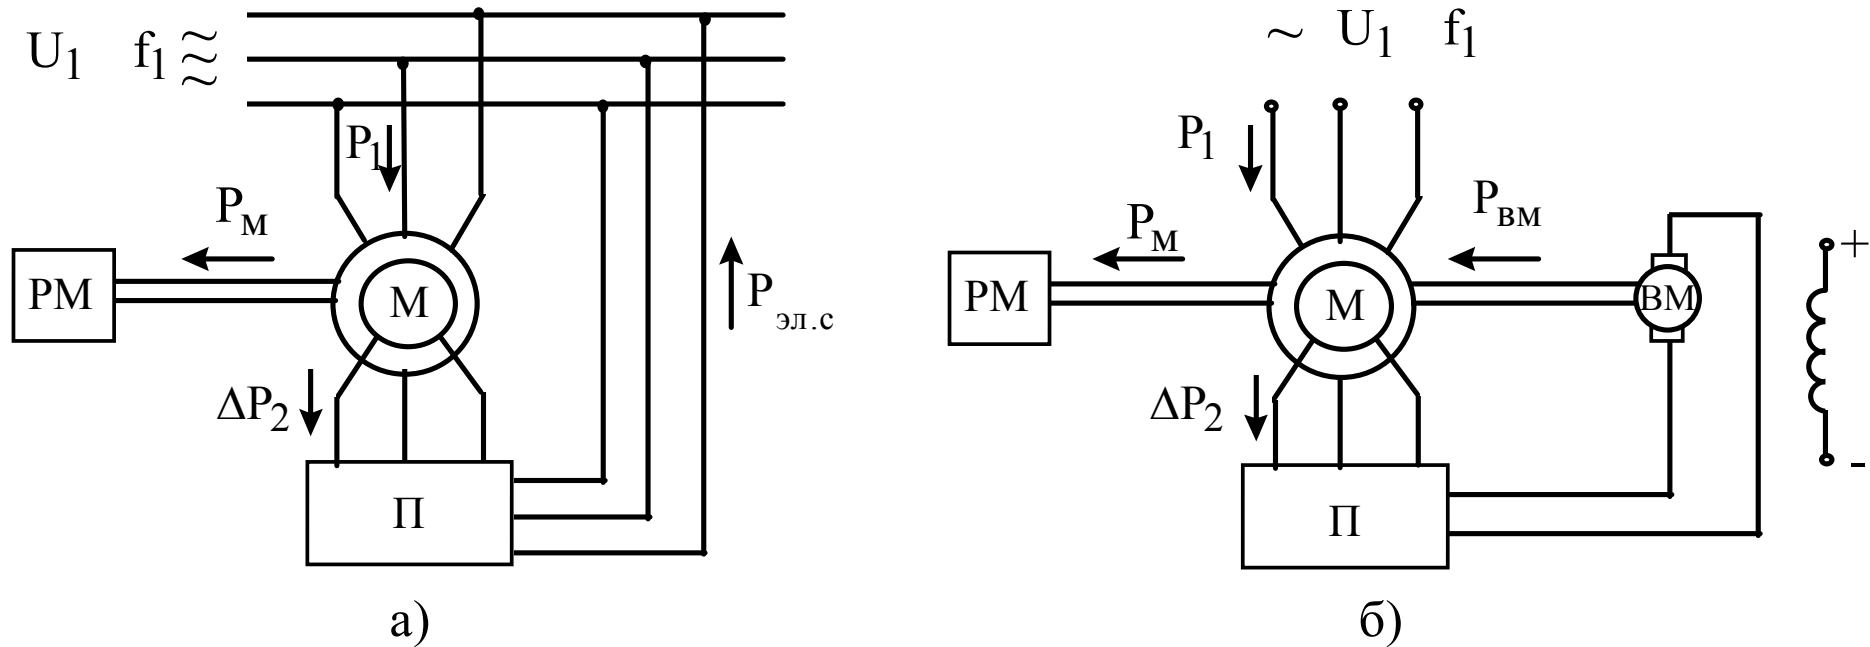 U1 f1 ≈
~ U1 f1
P1
P1
Pм
Pм
Pвм
РМ
М
Pэл.с
РМ
М
ВМ
+
ΔP2
ΔP2
-
П
П
а)
б)